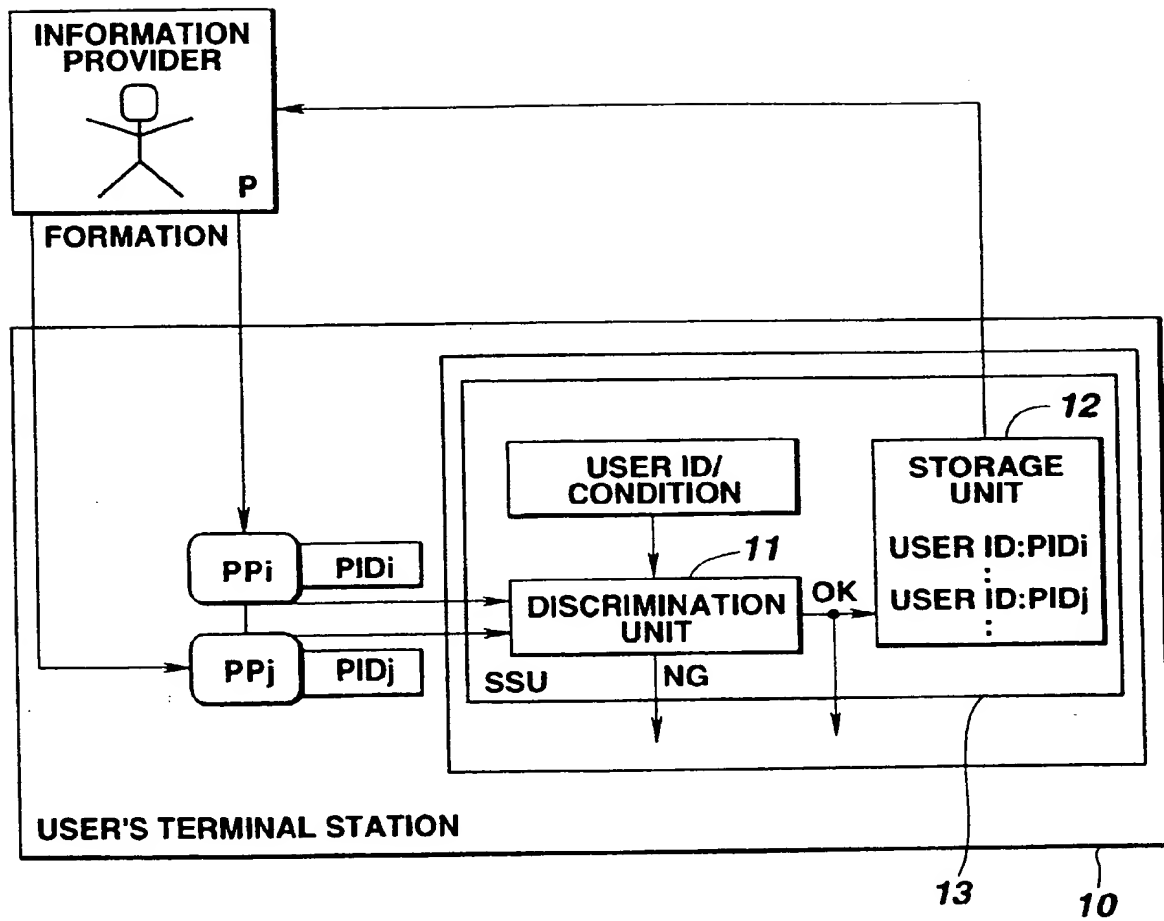 INFORMATION
PROVIDER
P
FORMATION
12
USER ID/
CONDITION
STORAGE
UNIT
USER ID:PIDi
USER ID:PIDj
11
PPi
PIDi
DISCRIMINATION
UNIT
OK
PPj
PIDj
SSU
NG
USER'S TERMINAL STATION
13
10